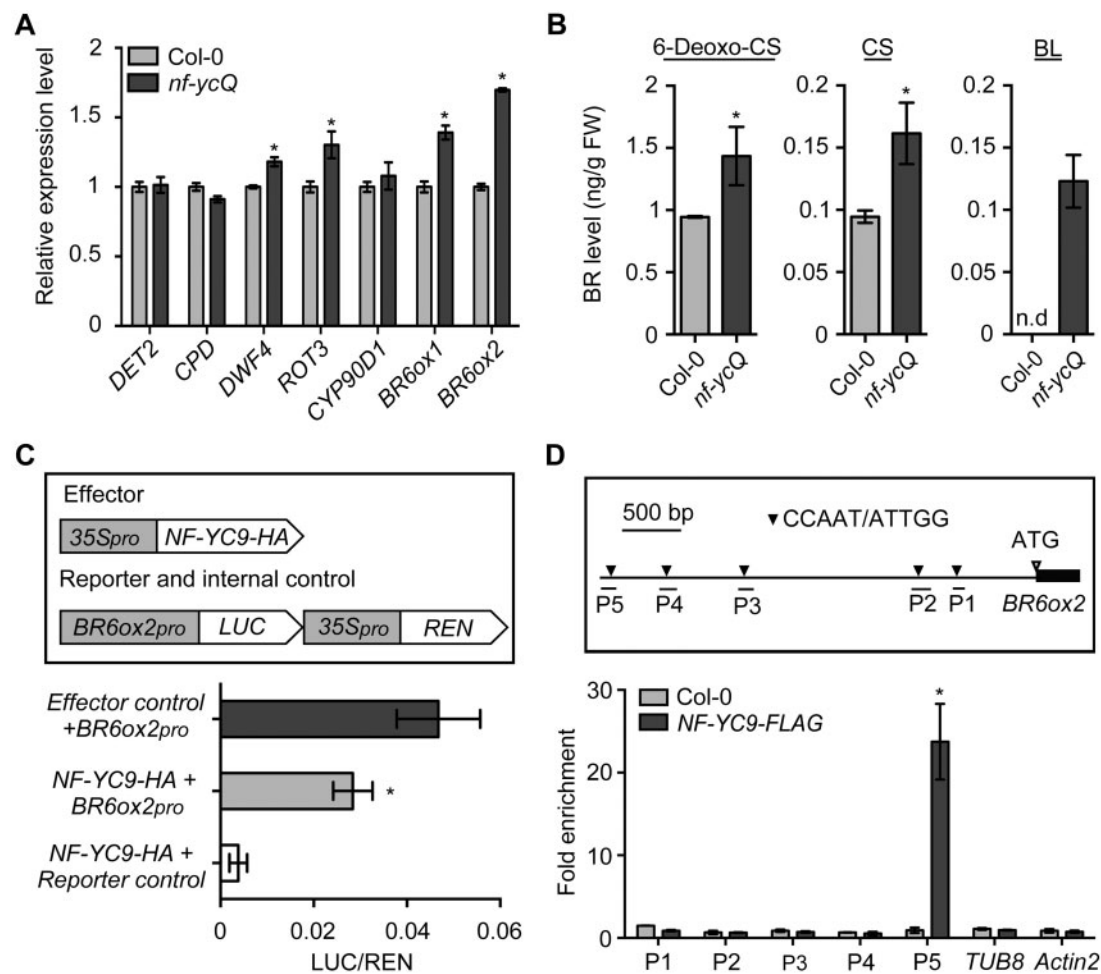 A
Relative expression level
2
1.5
1
0.5
0
Col-0
nf-ycQ
*
*
*
*
DET2
CPD
DWF4
ROT3
CYP90D1
BR6ox1
BR6ox2
B
BR level (ng/g FW)
6-Deoxo-CS
2
1.5
1
0.5
0
*
Col-0
nf-ycQ
CS
0.2
0.15
0.1
0.05
0
*
Col-0
nf-ycQ
BL
0.2
0.15
0.1
0.05
0
n.d
Col-0
nf-ycQ
C
Effector
35Spro NF-YC9-HA
Reporter and internal control
BR6ox2pro LUC 35Spro REN
Effector control
+BR6ox2pro
NF-YC9-HA +
BR6ox2pro
*
NF-YC9-HA +
Reporter control
0 0.02 0.04 0.06
LUC/REN
D
500 bp
▼CCAAT/ATTGG
ATG
P5 P4 P3 P2 P1 BR6ox2
Fold enrichment
30
20
10
0
Col-0
NF-YC9-FLAG
*
P1 P2 P3 P4 P5 TUB8 Actin2